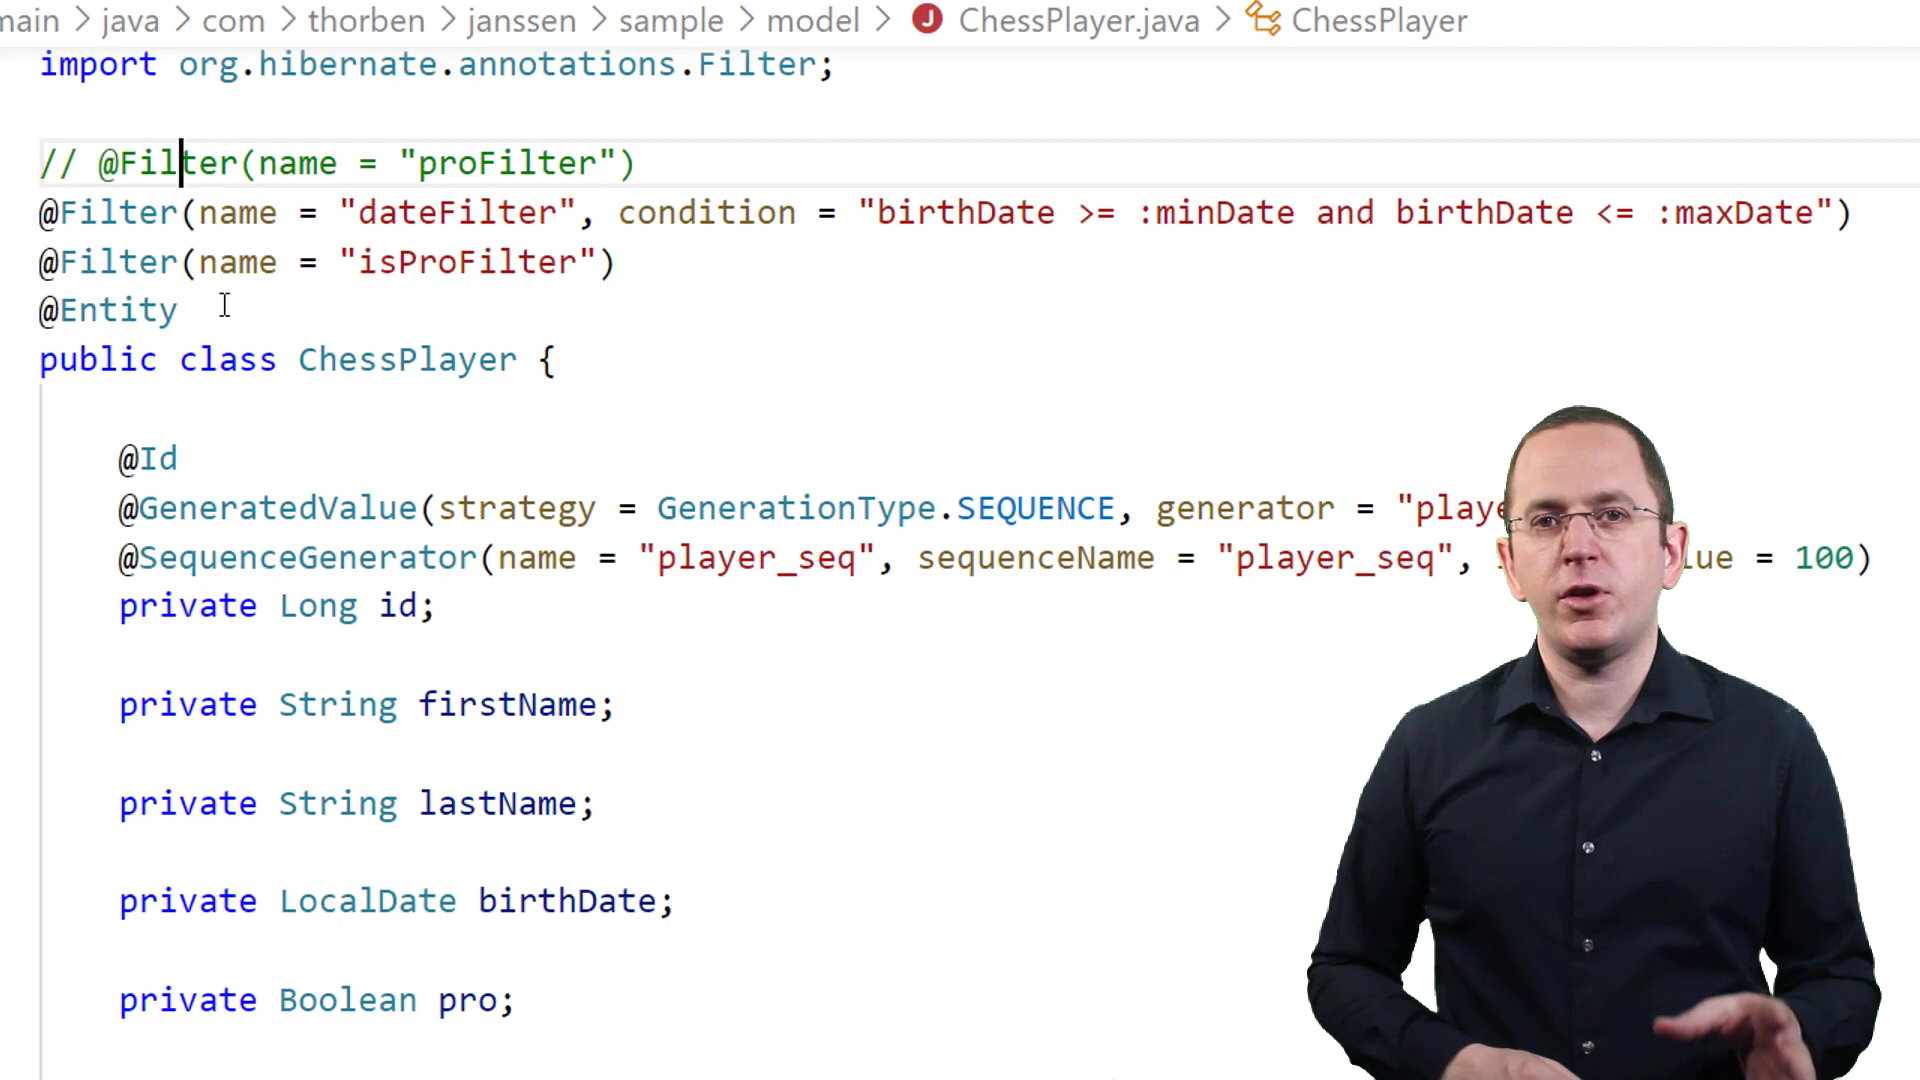 main > java > com > thorben > janssen > sample > model > J ChessPlayer.java > ChessPlayer
import org.hibernate.annotations.Filter;
// @Filter(name = "proFilter")
@Filter(name = "dateFilter", condition = "birthDate >= :minDate and birthDate <= :maxDate")
@Filter(name = "isProFilter")
@Entity
public class ChessPlayer {
@Id
@GeneratedValue(strategy = GenerationType.SEQUENCE, generator = "playe
@SequenceGenerator(name = "player_seq", sequenceName = "player_seq", lue = 100)
private Long id;
private String firstName;
private String lastName;
private LocalDate birthDate;
private Boolean pro;